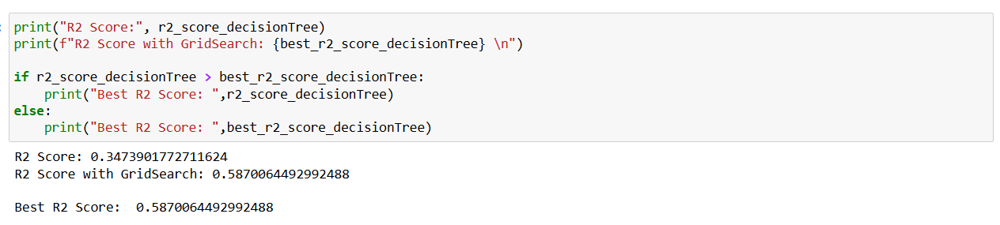 :
print("R2 Score:", r2_score_decisionTree)
print(f"R2 Score with GridSearch: {best_r2_score_decisionTree} \n")
if r2_score_decisionTree > best_r2_score_decisionTree:
    print("Best R2 Score: ",r2_score_decisionTree)
else:
    print("Best R2 Score: ",best_r2_score_decisionTree)
R2 Score: 0.3473901772711624
R2 Score with GridSearch: 0.5870064492992488
Best R2 Score:  0.5870064492992488